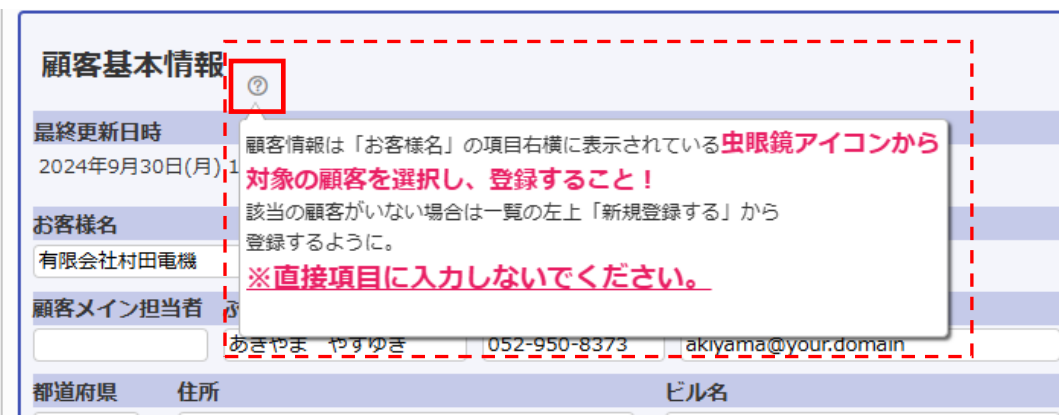 顧客基本情報
最終更新日時
2024年9月30日(月) 1
顧客情報は「お客様名」の項目右横に表示されている虫眼鏡アイコンから
対象の顧客を選択し、登録すること！
該当の顧客がいない場合は一覧の左上「新規登録する」から
登録するように。
※直接項目に入力しないでください。
お客様名
有限会社村田電機
顧客メイン担当者
あきやま　やすゆき 052-950-8373 akiyama@your.domain
都道府県 住所 ビル名